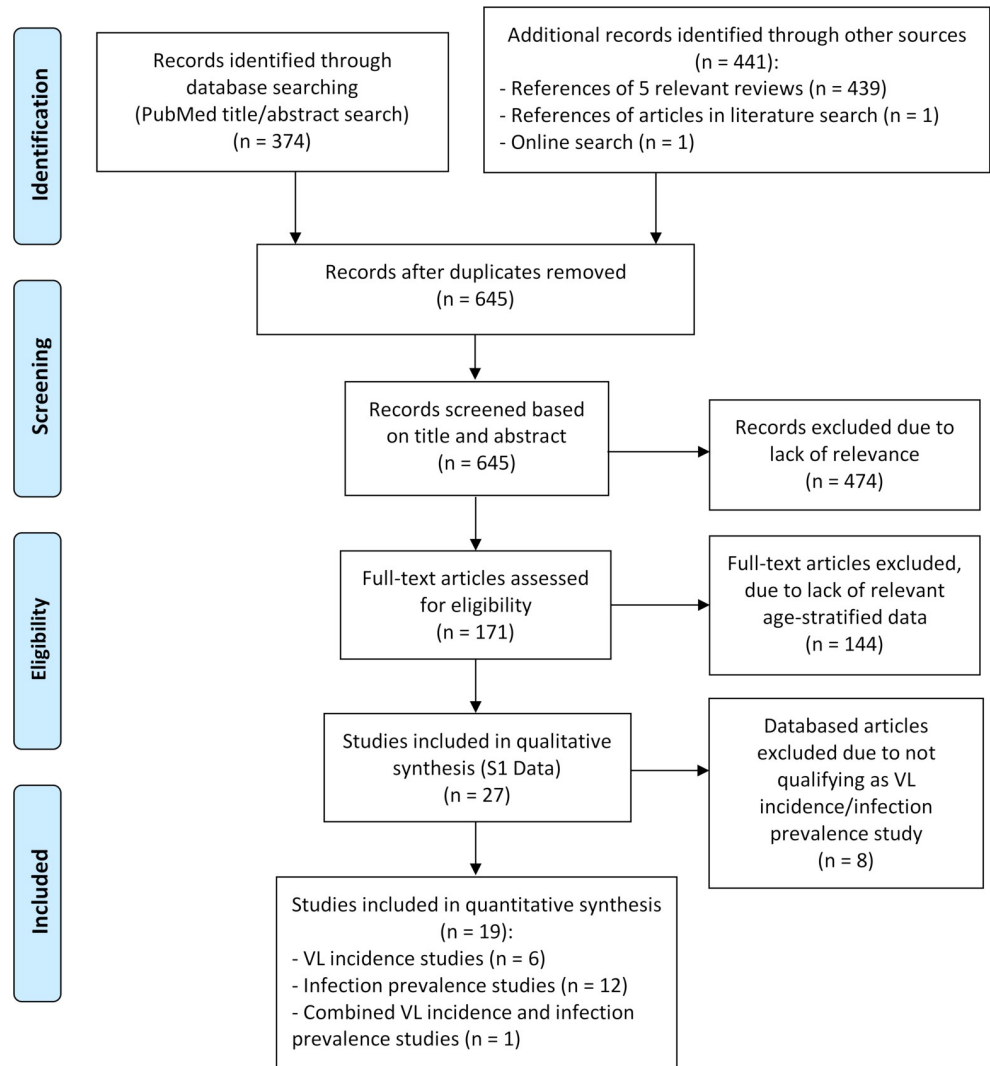 Identification
Records identified through
database searching
(PubMed title/abstract search)
(n = 374)
Additional records identified through other sources
(n = 441):
- References of 5 relevant reviews (n = 439)
- References of articles in literature search (n = 1)
- Online search (n = 1)
Records after duplicates removed
(n = 645)
Screening
Records screened based
on title and abstract
(n = 645)
Records excluded due to
lack of relevance
(n = 474)
Eligibility
Full-text articles assessed
for eligibility
(n = 171)
Full-text articles excluded,
due to lack of relevant
age-stratified data
(n = 144)
Studies included in qualitative
synthesis (S1 Data)
(n = 27)
Databased articles
excluded due to not
qualifying as VL
incidence/infection
prevalence study
(n = 8)
Included
Studies included in quantitative synthesis
(n = 19):
- VL incidence studies (n = 6)
- Infection prevalence studies (n = 12)
- Combined VL incidence and infection
prevalence studies (n = 1)